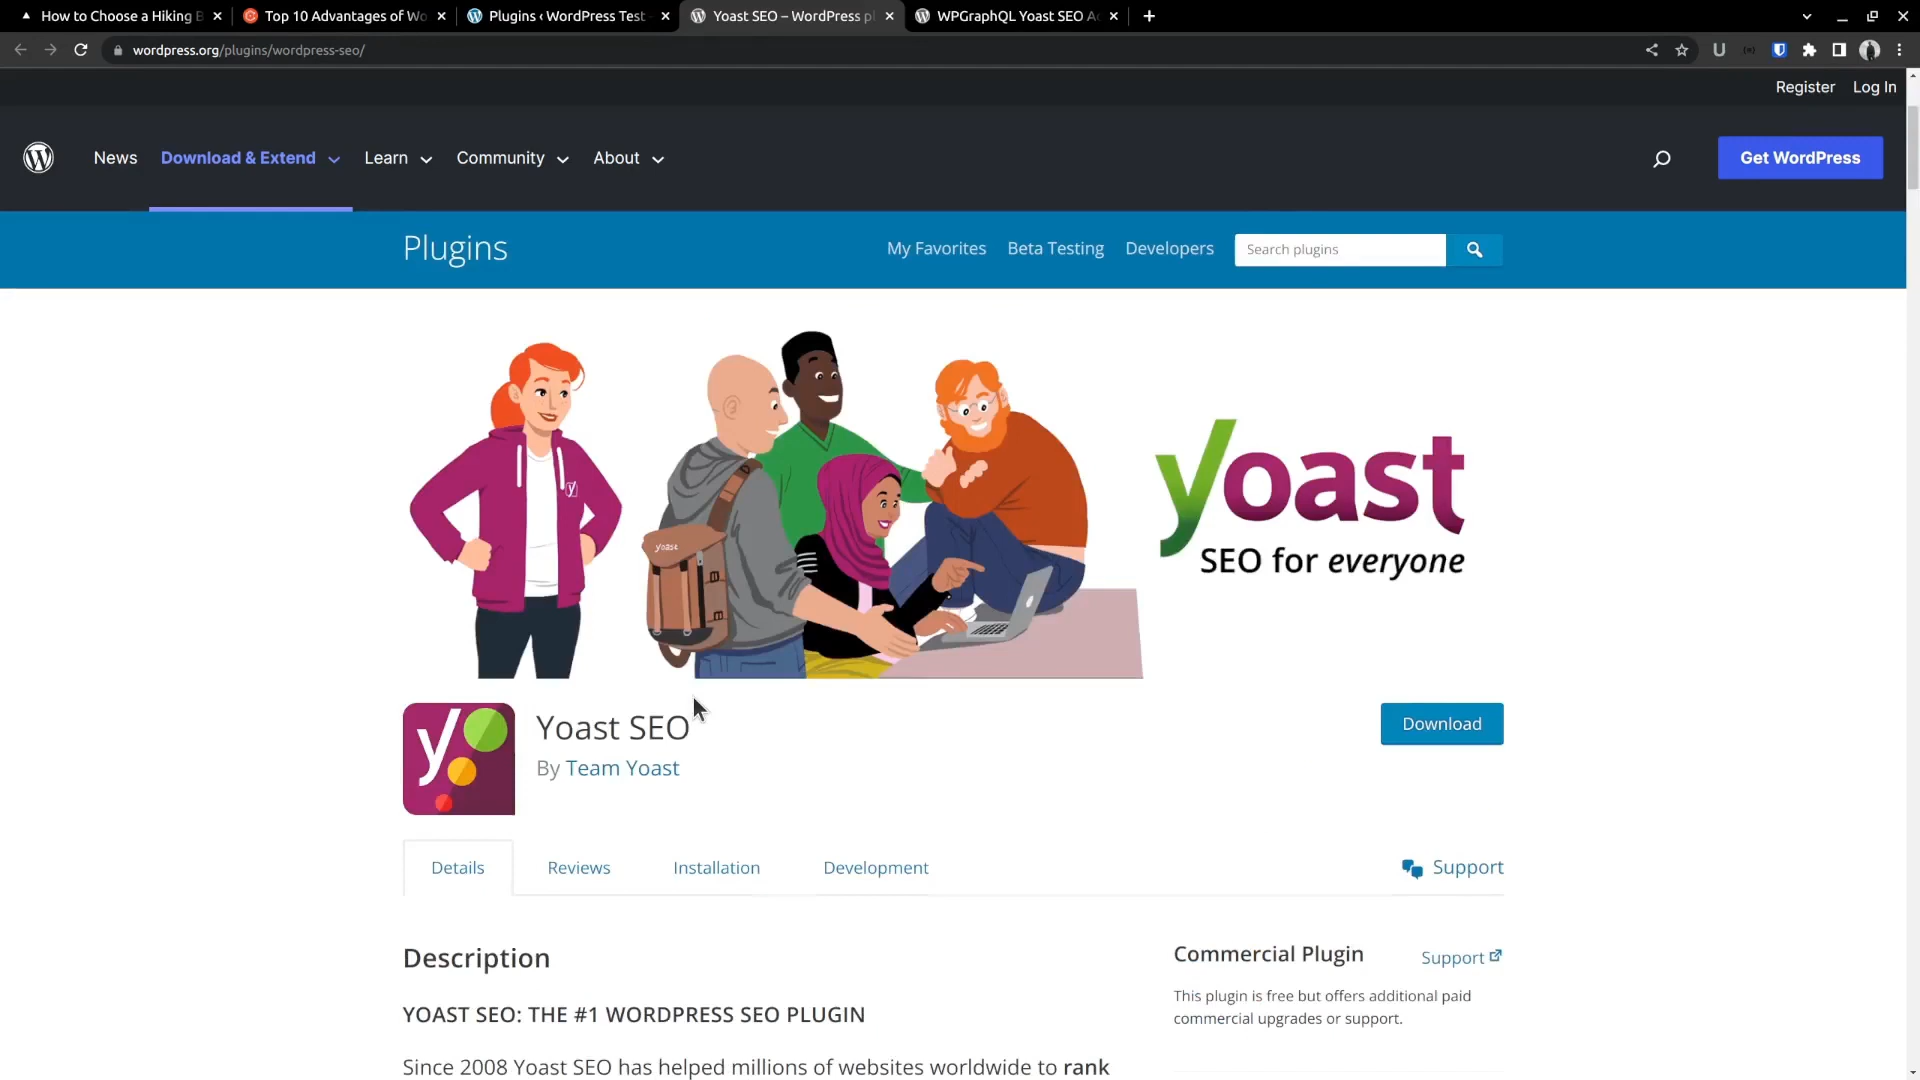 How to Choose a Hiking B
Top 10 Advantages of Wo
Plugins ‹ WordPress Test
Yoast SEO – WordPress pl
WPGraphQL Yoast SEO Ad
wordpress.org/plugins/wordpress-seo/
Register Log In
News Download & Extend Learn Community About Get WordPress
Plugins My Favorites Beta Testing Developers Search plugins
yoast
SEO for everyone
yoast
Yoast SEO
By Team Yoast
Download
Details Reviews Installation Development Support
Description
YOAST SEO: THE #1 WORDPRESS SEO PLUGIN
Since 2008 Yoast SEO has helped millions of websites worldwide to rank
Commercial Plugin Support
This plugin is free but offers additional paid
commercial upgrades or support.